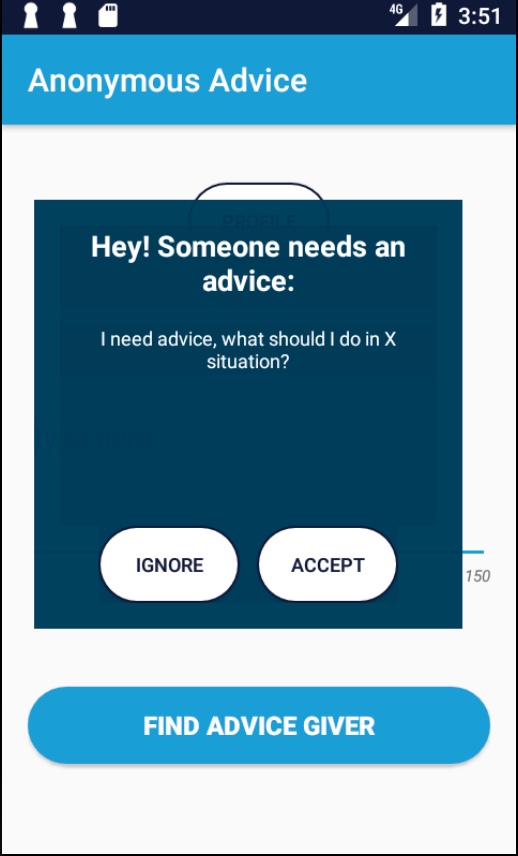 4G 3:51
Anonymous Advice
PROFILE
Hey! Someone needs an
advice:
I need advice, what should I do in X
situation?
IGNORE ACCEPT
150
FIND ADVICE GIVER